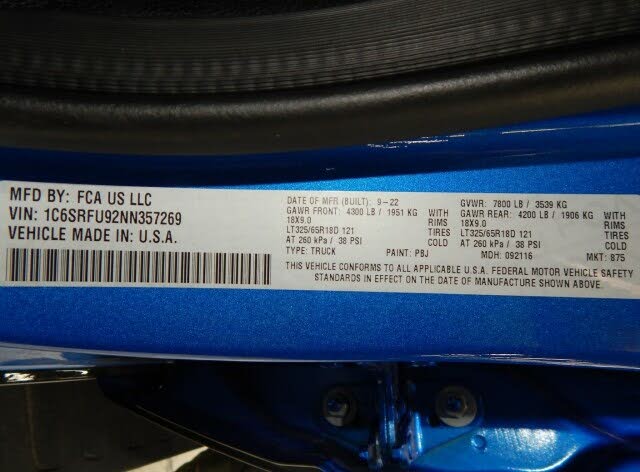 MFD BY: FCA US LLC
VIN: 1C6SRFU92NN357269
VEHICLE MADE IN: U.S.A.
DATE OF MFR (BUILT): 9-22
GAWR FRONT: 4300 LB / 1951 KG WITH
18X9.0 RIMS
LT325/65R18D 121 TIRES
AT 260 kPa / 38 PSI COLD
TYPE: TRUCK PAINT: PBJ
GVWR: 7800 LB / 3539 KG
GAWR REAR: 4200 LB / 1906 KG WITH
18X9.0 RIMS
LT325/65R18D 121 TIRES
AT 260 kPa / 38 PSI COLD
MDH: 092116 MKT: 875
THIS VEHICLE CONFORMS TO ALL APPLICABLE U.S.A. FEDERAL MOTOR VEHICLE SAFETY
STANDARDS IN EFFECT ON THE DATE OF MANUFACTURE SHOWN ABOVE.